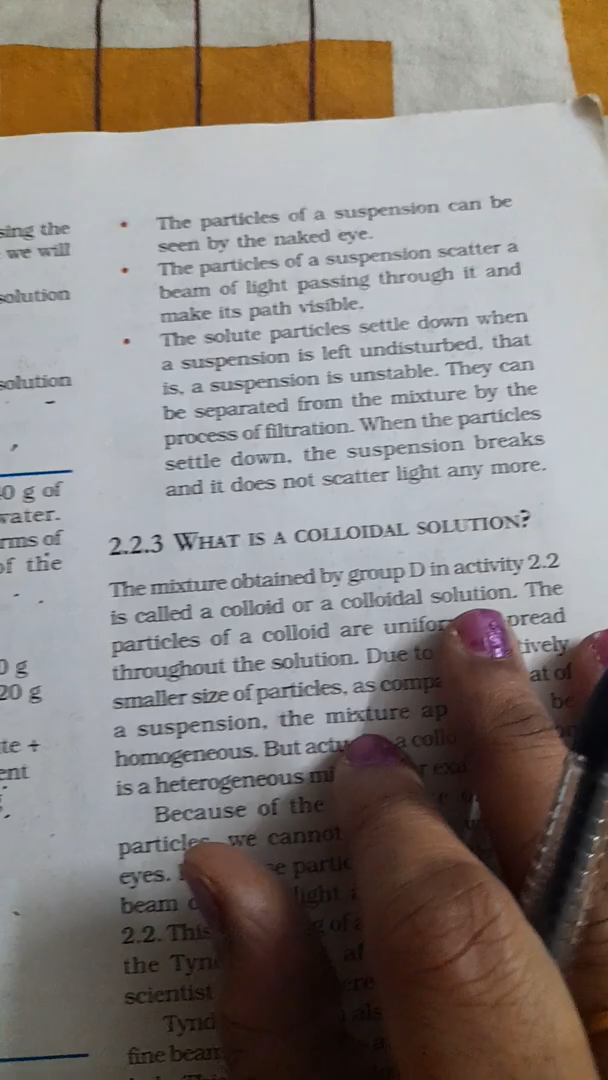 sing the
we will
solution
solution
0 g of
water.
rms of
of the
0 g
20 g
te +
ent
• The particles of a suspension can be
seen by the naked eye.
• The particles of a suspension scatter a
beam of light passing through it and
make its path visible.
• The solute particles settle down when
a suspension is left undisturbed, that
is, a suspension is unstable. They can
be separated from the mixture by the
process of filtration. When the particles
settle down, the suspension breaks
and it does not scatter light any more.
2.2.3 WHAT IS A COLLOIDAL SOLUTION?
The mixture obtained by group D in activity 2.2
is called a colloid or a colloidal solution. The
particles of a colloid are unifor pread
throughout the solution. Due to tively
smaller size of particles, as compa at of
a suspension, the mixture ap be
homogeneous. But actu a collo
is a heterogeneous mi r exa
Because of the
particles, we cannot
eyes. se partic
beam o light
2.2. This g of a
the Tyn
scientist ere
Tynd als
fine beam